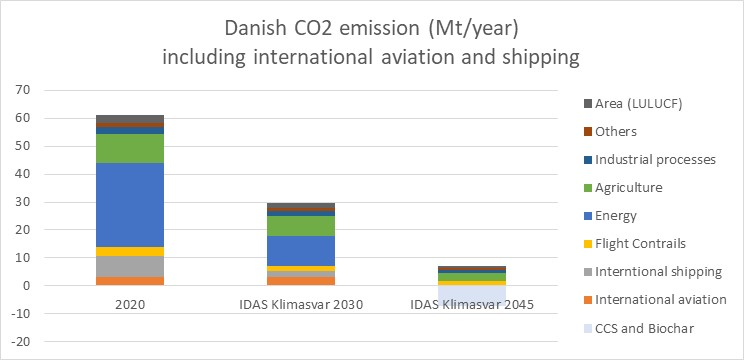 Danish CO2 emission (Mt/year)
including international aviation and shipping
70
60
50
40
30
20
10
0
-10
-20
2020
IDAS Klimasvar 2030
IDAS Klimasvar 2045
Area (LULUCF)
Others
Industrial processes
Agriculture
Energy
Flight Contrails
Interntional shipping
International aviation
CCS and Biochar